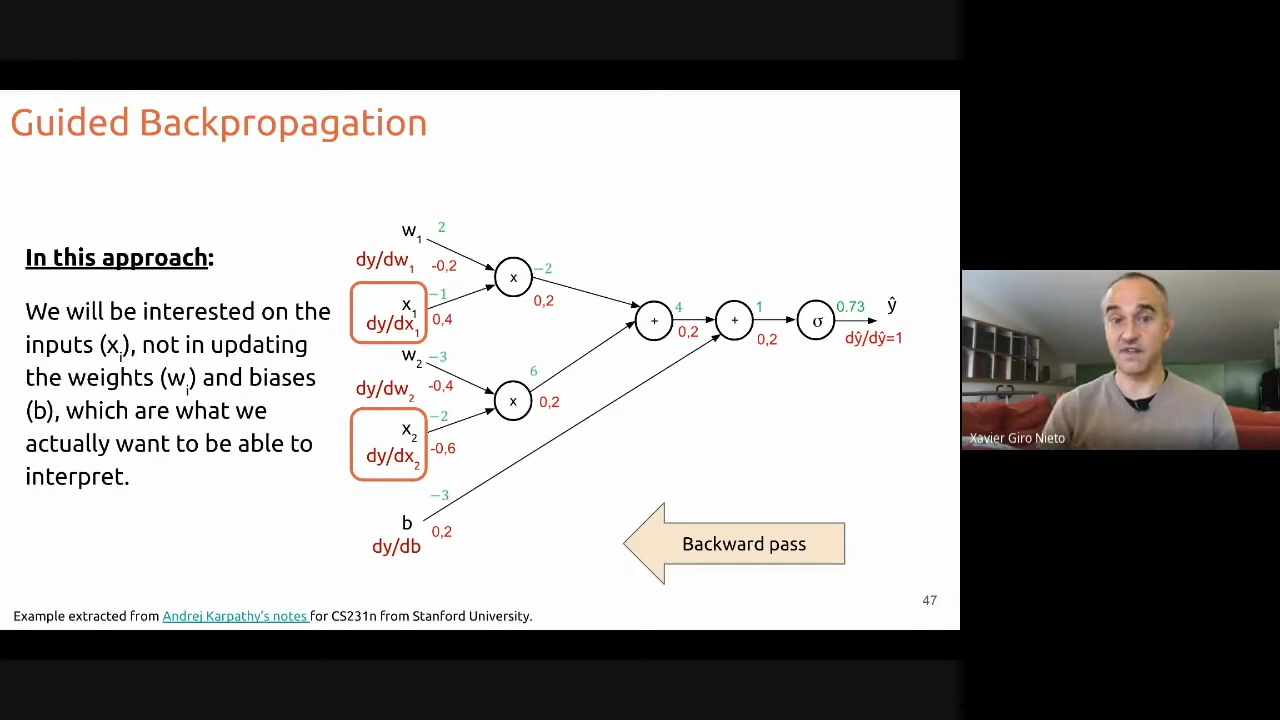 Guided Backpropagation
In this approach:
We will be interested on the
inputs (xi), not in updating
the weights (wi) and biases
(b), which are what we
actually want to be able to
interpret.
w1 2
dy/dw1 -0,2
x −2
0,2
x1 −1
dy/dx1 0,4
w2 −3
dy/dw2 -0,4
x 6
0,2
x2 −2
dy/dx2 -0,6
b −3
dy/db 0,2
+ 4
0,2
+ 1
0,2
σ 0.73 ŷ
dŷ/dŷ=1
Backward pass
47
Example extracted from Andrej Karpathy's notes for CS231n from Stanford University.
Xavier Giro Nieto